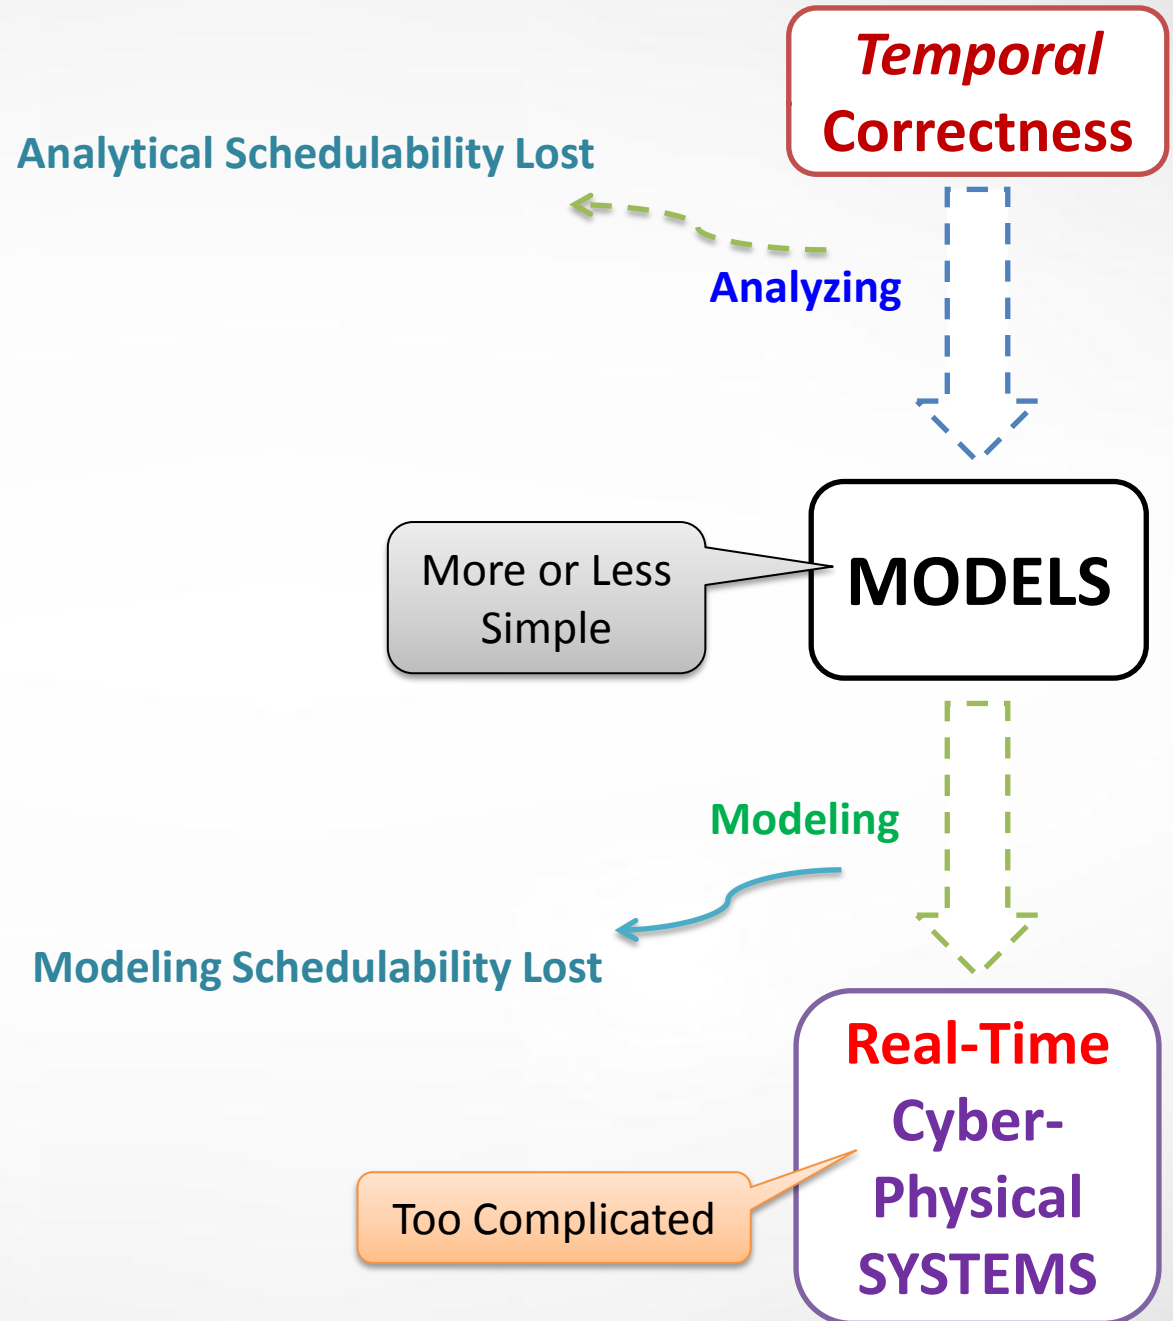 Temporal
Correctness
Analytical Schedulability Lost
Analyzing
More or Less
Simple
MODELS
Modeling
Modeling Schedulability Lost
Real-Time
Cyber-
Physical
SYSTEMS
Too Complicated